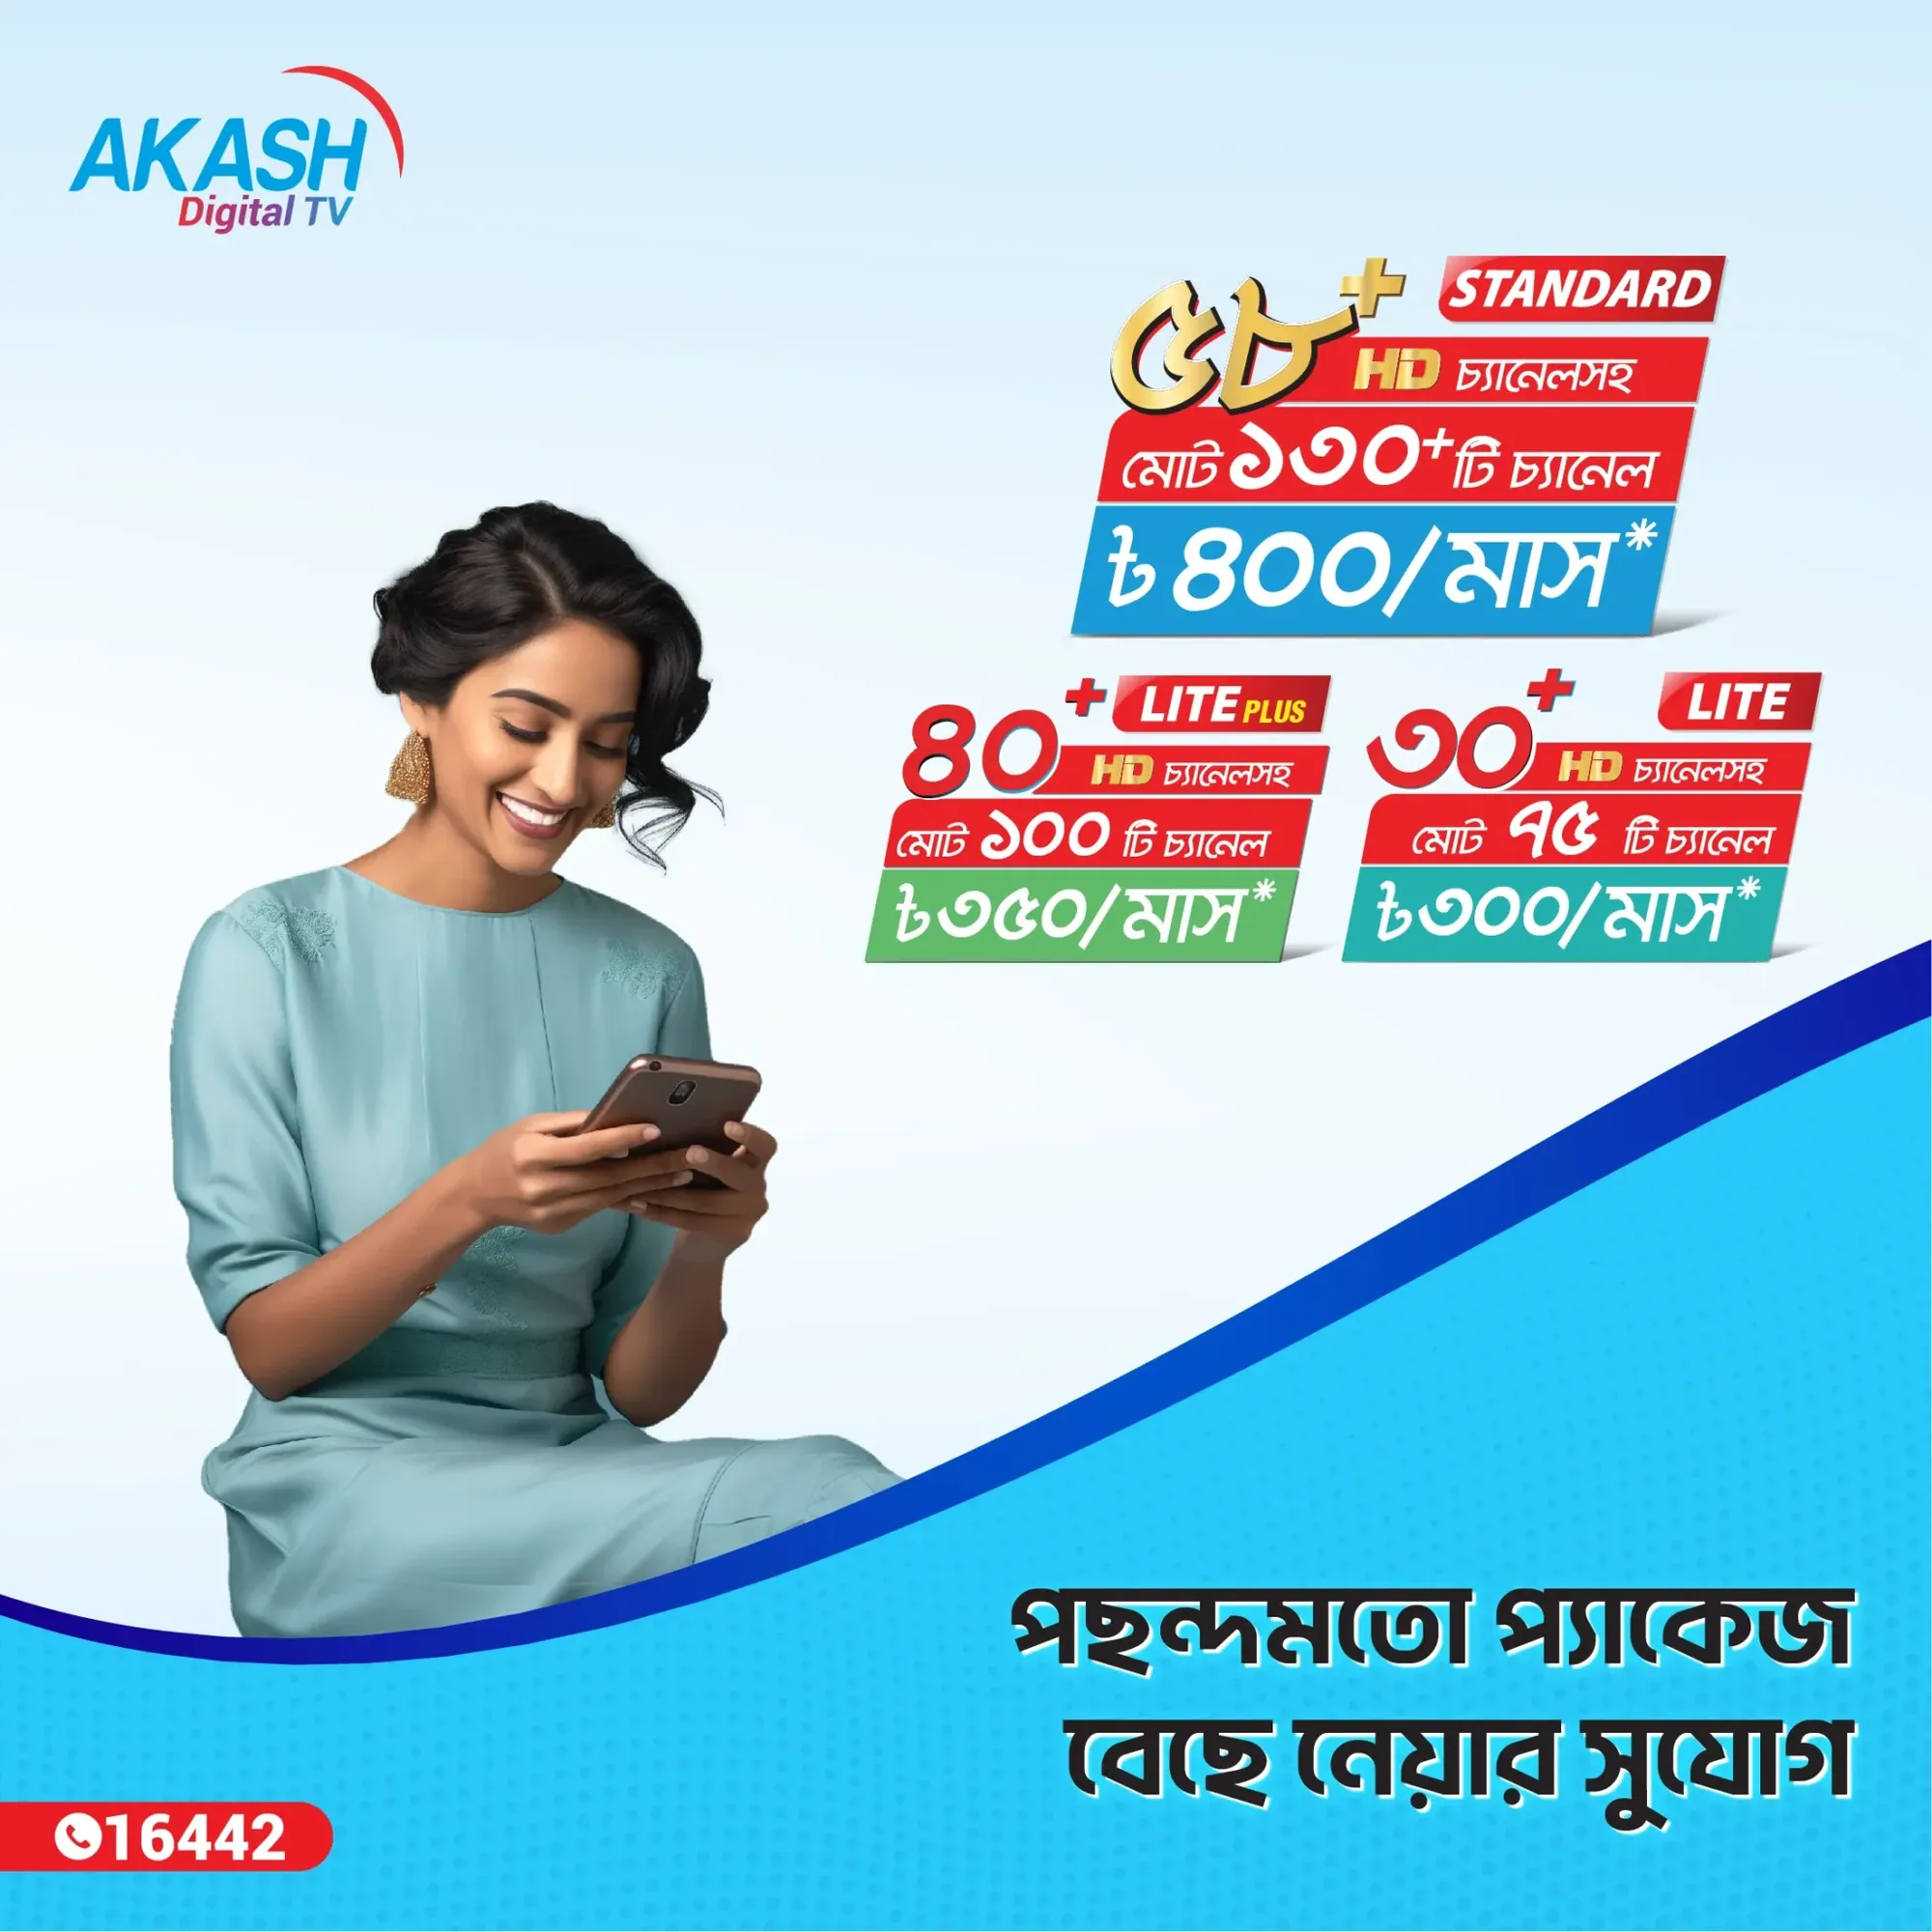 AKASH
Digital TV
STANDARD
৫৮+ HD চ্যানেলসহ
মোট ১৩০+ টি চ্যানেল
৳ ৪০০/মাস*
LITE PLUS
৪০+ HD চ্যানেলসহ
মোট ১০০ টি চ্যানেল
৳৩৫০/মাস*
LITE
৩০+ HD চ্যানেলসহ
মোট ৭৫ টি চ্যানেল
৳৩০০/মাস*
পছন্দমতো প্যাকেজ
বেছে নেয়ার সুযোগ
16442